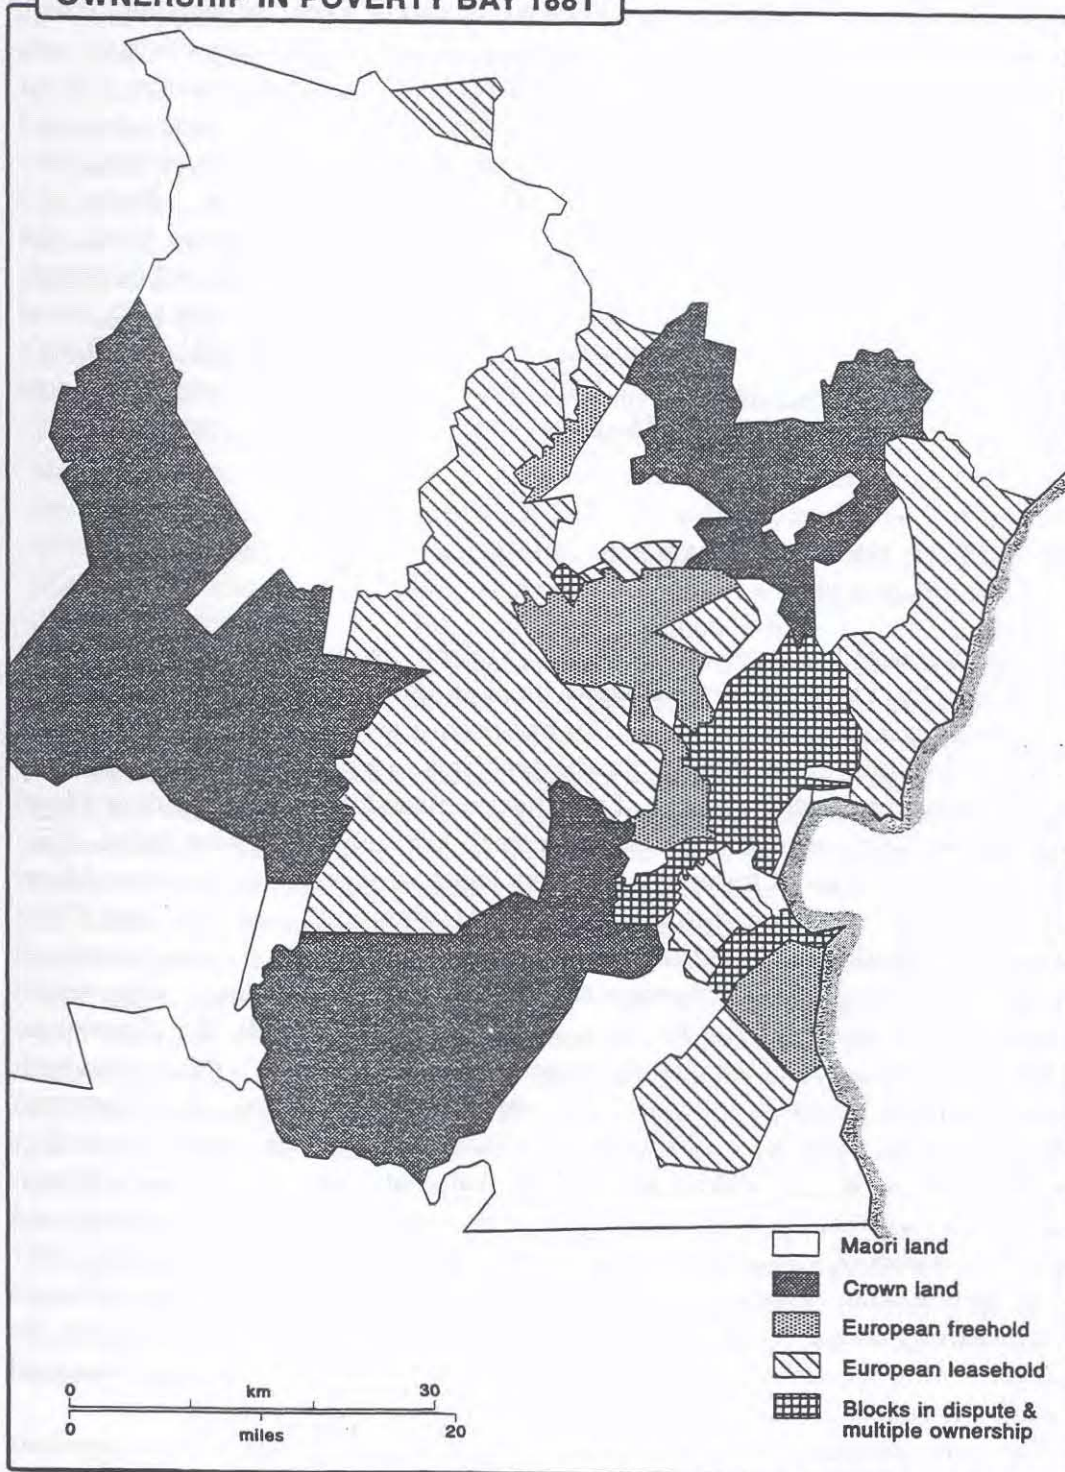 OWNERSHIP IN POVERTY BAY 1881
Maori land
Crown land
European freehold
European leasehold
Blocks in dispute &
multiple ownership
0 km 30
0 miles 20